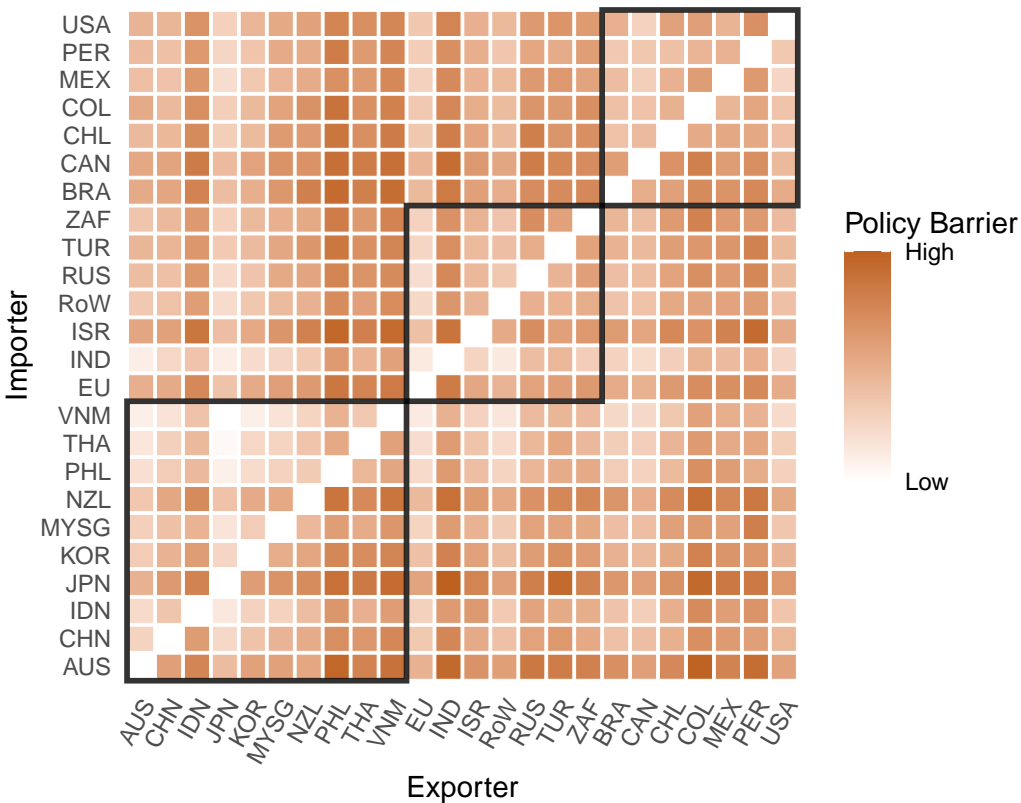 USA
PER
MEX
COL
CHL
CAN
BRA
ZAF
TUR
RUS
RoW
ISR
IND
EU
VNM
THA
PHL
NZL
MYSG
KOR
JPN
IDN
CHN
AUS
Importer
AUS CHN IDN JPN KOR MYSG NZL PHL THA VNM EU IND ISR RoW RUS TUR ZAF BRA CAN CHL COL MEX PER USA
Exporter
Policy Barrier
High
Low